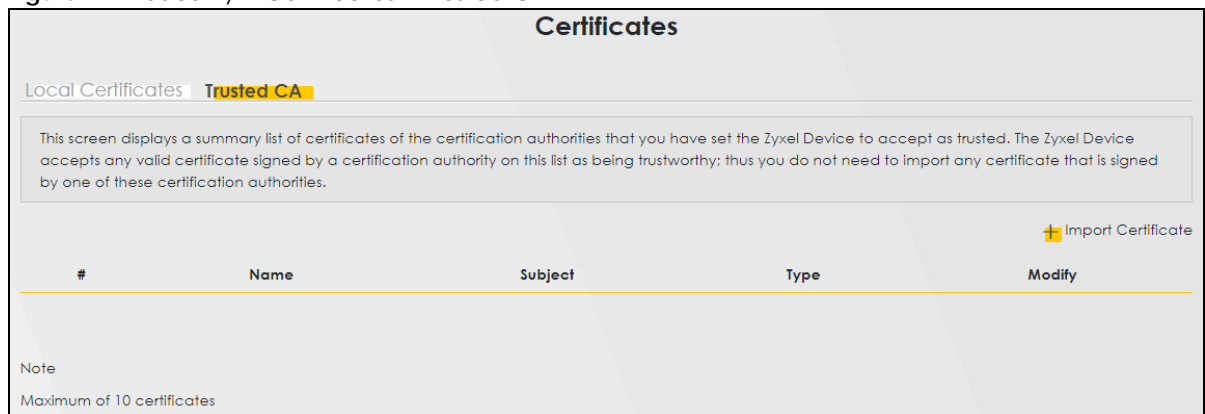 Certificates
Local Certificates Trusted CA
This screen displays a summary list of certificates of the certification authorities that you have set the Zyxel Device to accept as trusted. The Zyxel Device
accepts any valid certificate signed by a certification authority on this list as being trustworthy; thus you do not need to import any certificate that is signed
by one of these certification authorities.
+ Import Certificate
# Name Subject Type Modify
Note
Maximum of 10 certificates